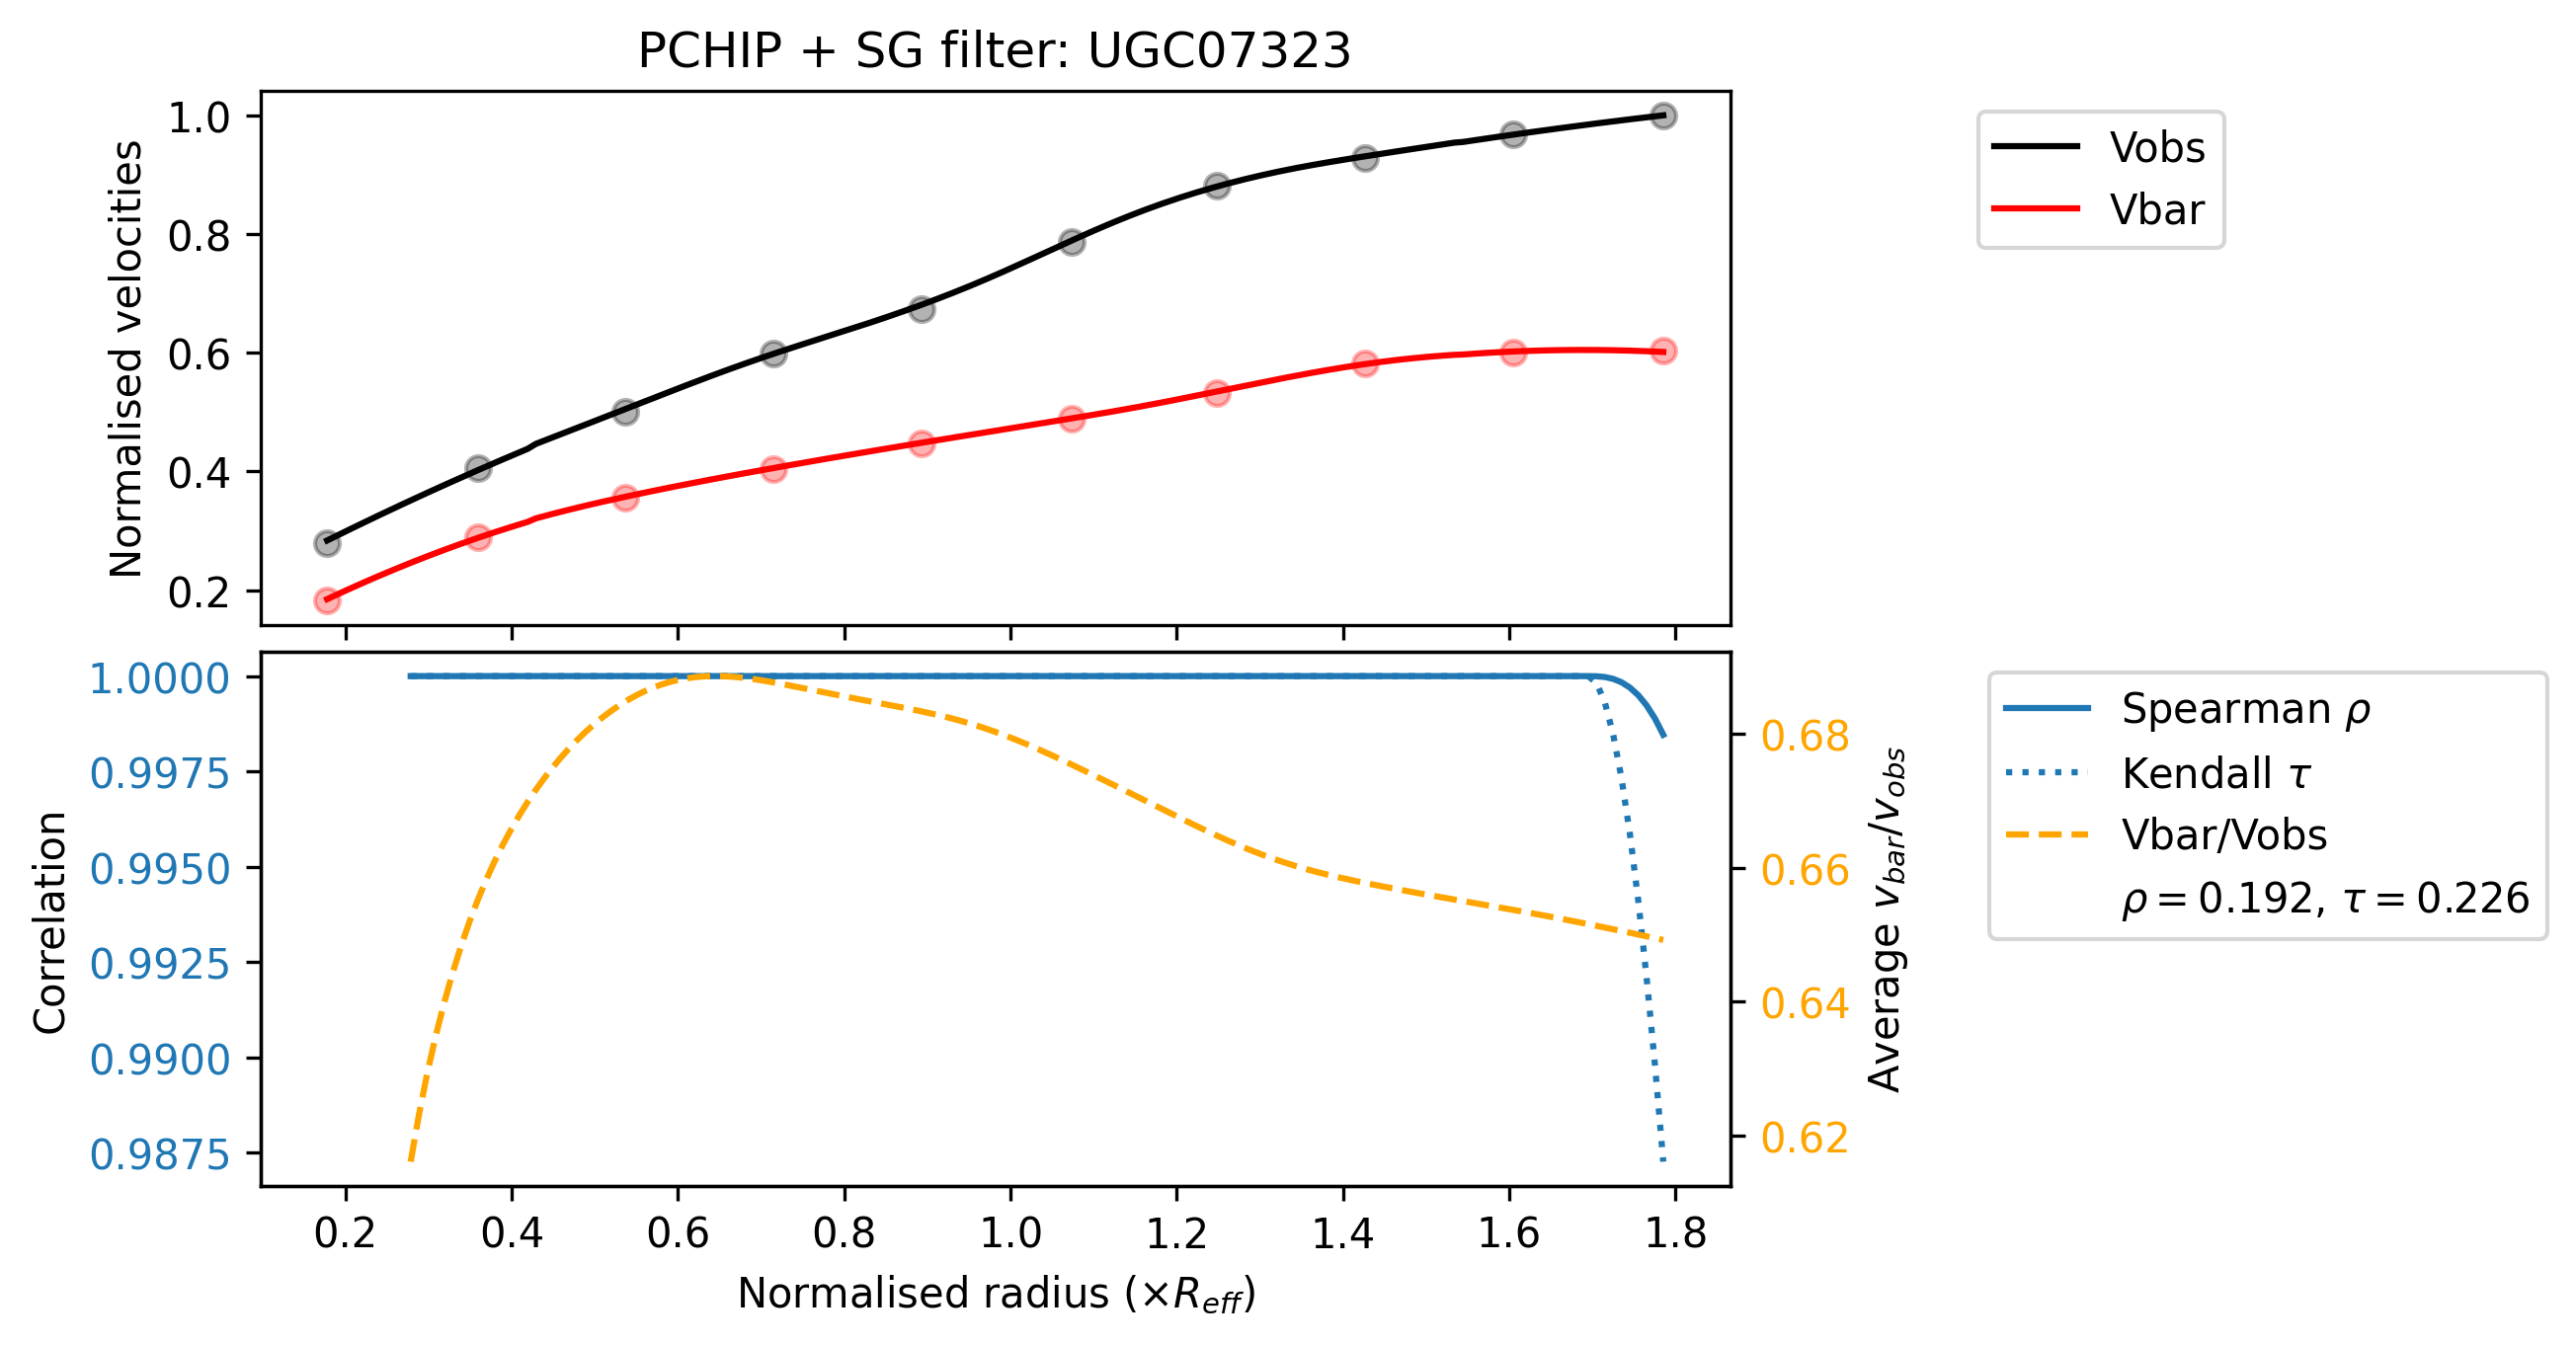 PCHIP + SG filter: UGC07323
Normalised velocities
1.0
0.8
0.6
0.4
0.2
Vobs
Vbar
Correlation
1.0000
0.9975
0.9950
0.9925
0.9900
0.9875
0.68
0.66
0.64
0.62
Average v_bar/v_obs
Spearman ρ
Kendall τ
Vbar/Vobs
ρ = 0.192, τ = 0.226
0.2 0.4 0.6 0.8 1.0 1.2 1.4 1.6 1.8
Normalised radius (×R_eff)